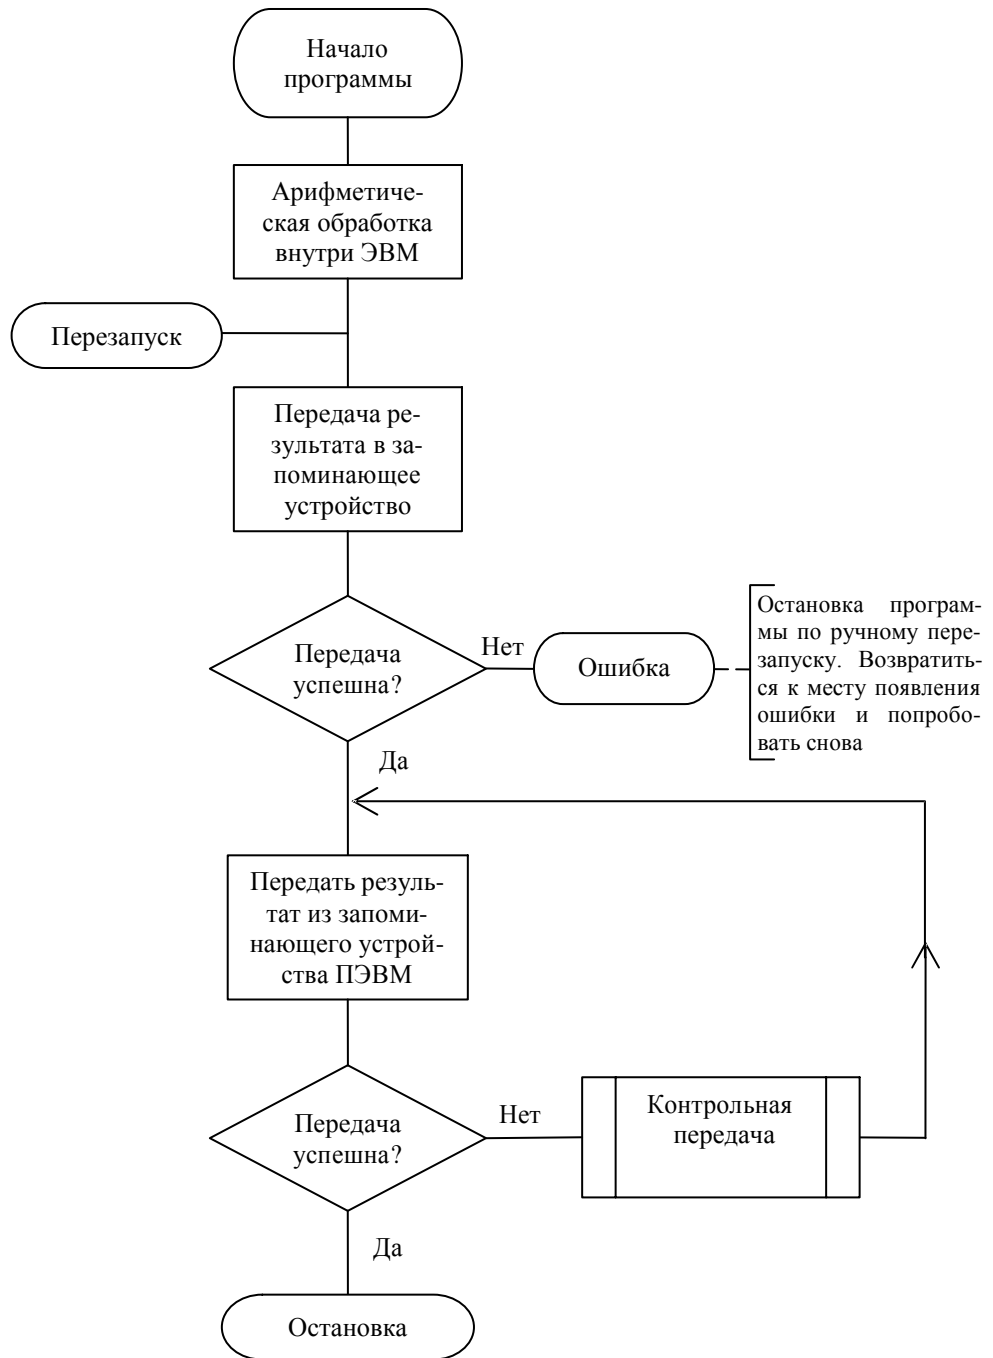 Начало
программы
Арифметиче-
ская обработка
внутри ЭВМ
Перезапуск
Передача ре-
зультата в за-
поминающее
устройство
Передача
успешна?
Нет
Ошибка
Остановка програм-
мы по ручному пере-
запуску. Возвратить-
ся к месту появления
ошибки и попробо-
вать снова
Да
Передать резуль-
тат из запоми-
нающего устрой-
ства ПЭВМ
Передача
успешна?
Нет
Контрольная
передача
Да
Остановка